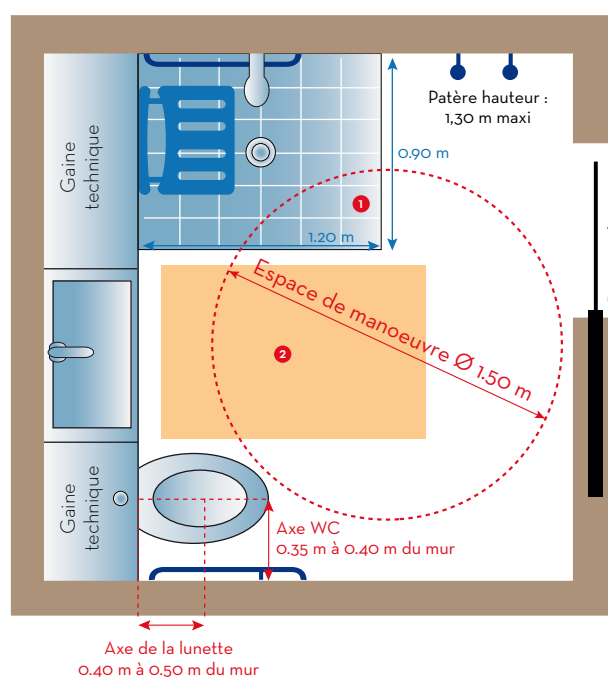 Gaine
technique
Patère hauteur :
1,30 m maxi
0.90 m
1
1.20 m
Espace de manoeuvre Ø 1.50 m
2
Gaine
technique
Axe WC
0.35 m à 0.40 m du mur
Axe de la lunette
0.40 m à 0.50 m du mur